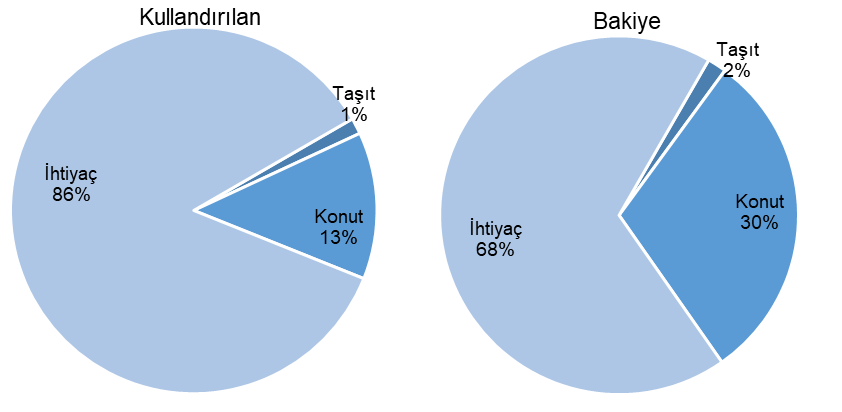 Kullandırılan
Taşıt
1%
İhtiyaç
86%
Konut
13%
Bakiye
Taşıt
2%
Konut
30%
İhtiyaç
68%